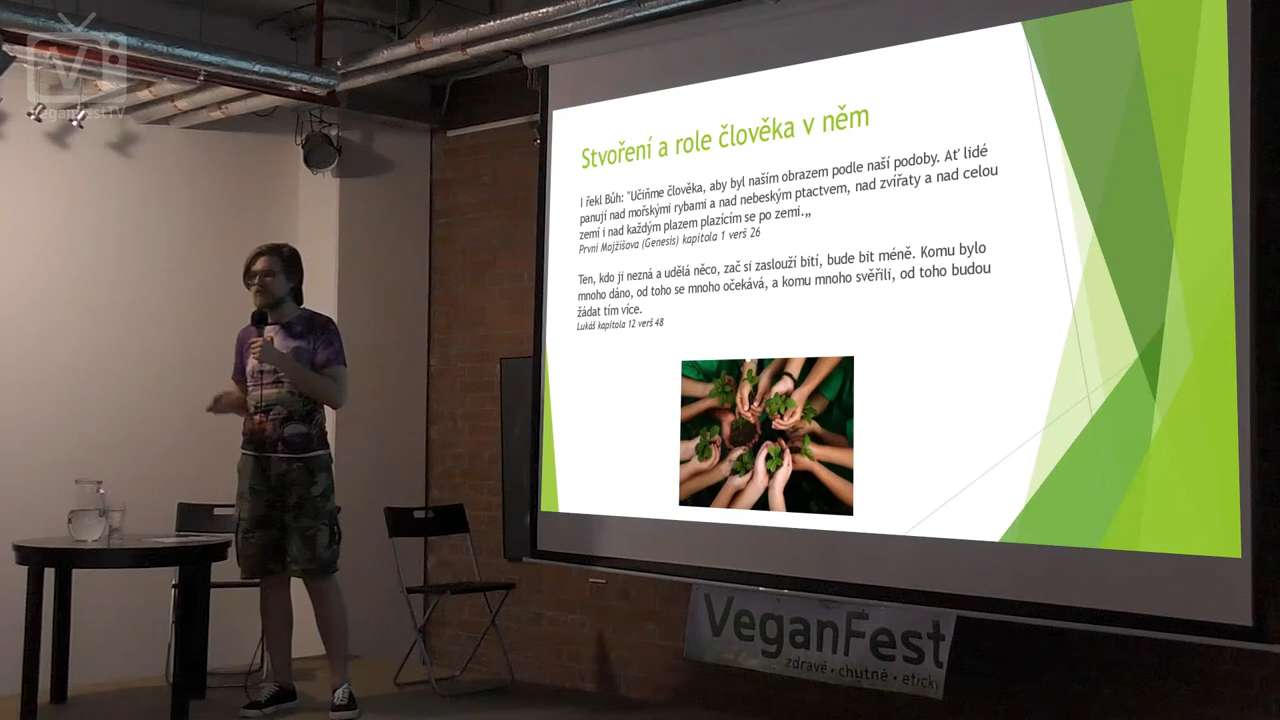 VeganFestTV
Stvoření a role člověka v něm
I řekl Bůh: "Učiňme člověka, aby byl naším obrazem podle naší podoby. Ať lidé
panují nad mořskými rybami a nad nebeským ptactvem, nad zvířaty a nad celou
zemí i nad každým plazem plazícím se po zemi.„
První Mojžíšova (Genesis) kapitola 1 verš 26
Ten, kdo ji nezná a udělá něco, zač si zaslouží bití, bude bit méně. Komu bylo
mnoho dáno, od toho se mnoho očekává, a komu mnoho svěřili, od toho budou
žádat tím více.
Lukáš kapitola 12 verš 48
VeganFest
zdravě • chutně • eticky